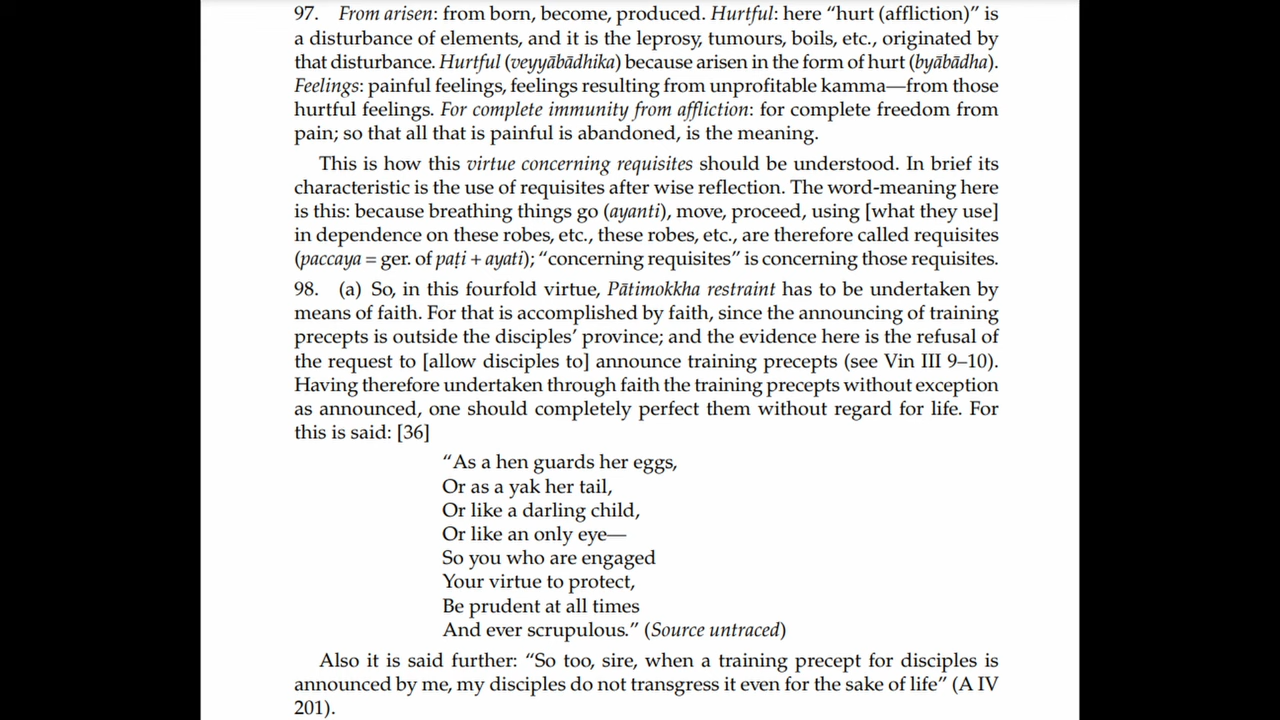 97. From arisen: from born, become, produced. Hurtful: here “hurt (affliction)” is
a disturbance of elements, and it is the leprosy, tumours, boils, etc., originated by
that disturbance. Hurtful (veyyābādhika) because arisen in the form of hurt (byābādha).
Feelings: painful feelings, feelings resulting from unprofitable kamma—from those
hurtful feelings. For complete immunity from affliction: for complete freedom from
pain; so that all that is painful is abandoned, is the meaning.
This is how this virtue concerning requisites should be understood. In brief its
characteristic is the use of requisites after wise reflection. The word-meaning here
is this: because breathing things go (ayanti), move, proceed, using [what they use]
in dependence on these robes, etc., these robes, etc., are therefore called requisites
(paccaya = ger. of paṭi + ayati); “concerning requisites” is concerning those requisites.
98. (a) So, in this fourfold virtue, Pātimokkha restraint has to be undertaken by
means of faith. For that is accomplished by faith, since the announcing of training
precepts is outside the disciples’ province; and the evidence here is the refusal of
the request to [allow disciples to] announce training precepts (see Vin III 9–10).
Having therefore undertaken through faith the training precepts without exception
as announced, one should completely perfect them without regard for life. For
this is said: [36]
“As a hen guards her eggs,
Or as a yak her tail,
Or like a darling child,
Or like an only eye—
So you who are engaged
Your virtue to protect,
Be prudent at all times
And ever scrupulous.” (Source untraced)
Also it is said further: “So too, sire, when a training precept for disciples is
announced by me, my disciples do not transgress it even for the sake of life” (A IV
201).